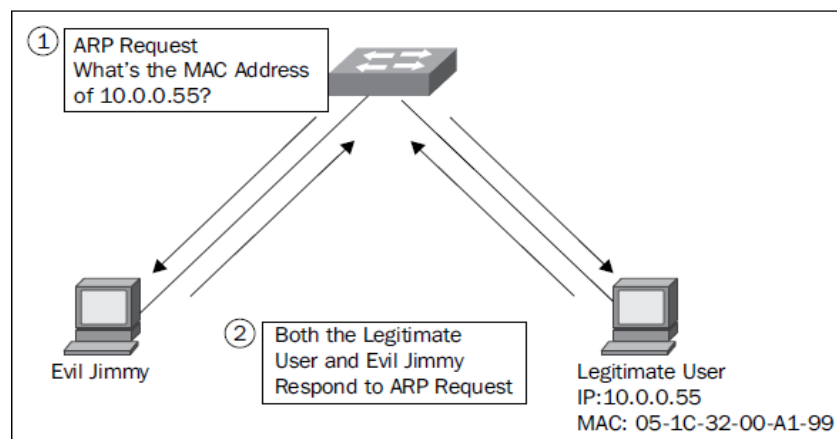 1
ARP Request
What's the MAC Address
of 10.0.0.55?
2
Both the Legitimate
User and Evil Jimmy
Respond to ARP Request
Evil Jimmy
Legitimate User
IP:10.0.0.55
MAC: 05-1C-32-00-A1-99